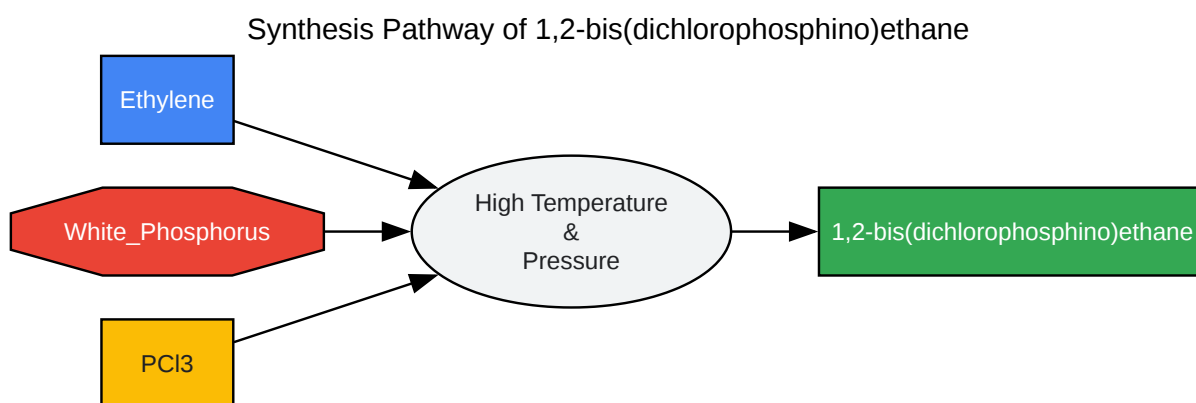 Synthesis Pathway of 1,2-bis(dichlorophosphino)ethane
Ethylene
White_Phosphorus
PCl3
High Temperature
&
Pressure
1,2-bis(dichlorophosphino)ethane